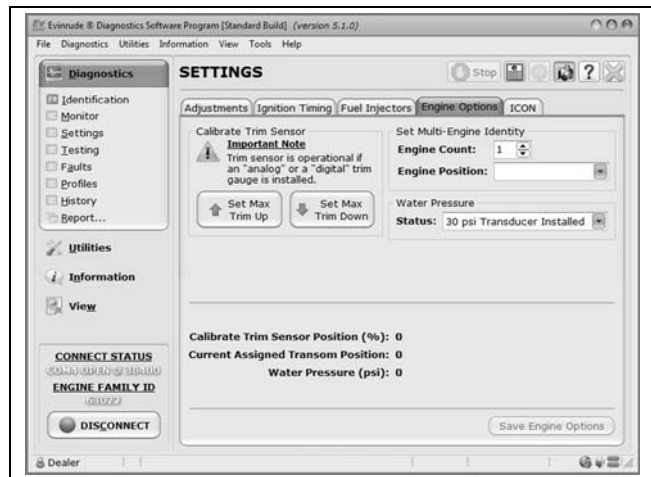 Evinrude ® Diagnostics Software Program [Standard Build] (version 5.1.0)
File Diagnostics Utilities Information View Tools Help
Diagnostics
Identification
Monitor
Settings
Testing
Faults
Profiles
History
Report...
Utilities
Information
View
CONNECT STATUS
ENGINE FAMILY ID
DISCONNECT
SETTINGS
Stop
?
Adjustments Ignition Timing Fuel Injectors Engine Options ICON
Calibrate Trim Sensor
Important Note
Trim sensor is operational if
an "analog" or a "digital" trim
gauge is installed.
Set Max
Trim Up
Set Max
Trim Down
Set Multi-Engine Identity
Engine Count: 1
Engine Position:
Water Pressure
Status: 30 psi Transducer Installed
Calibrate Trim Sensor Position (%): 0
Current Assigned Transom Position: 0
Water Pressure (psi): 0
Save Engine Options
Dealer